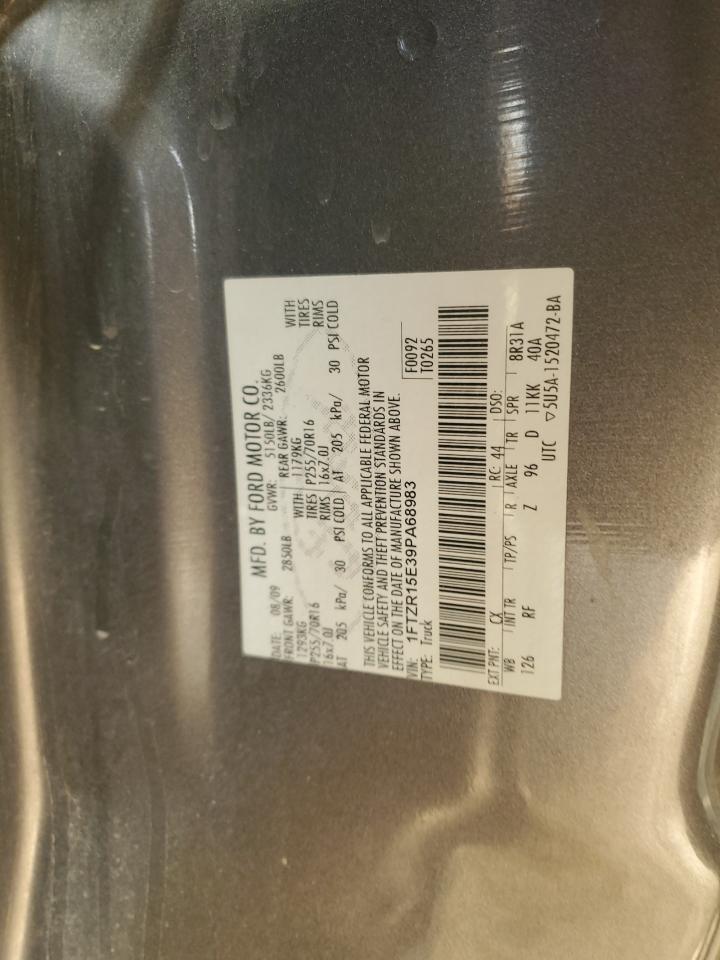 MFD. BY FORD MOTOR CO.
DATE: 08/09 GVWR: 5150LB/ 2336KG
FRONT GAWR: 2850LB REAR GAWR: 2600LB
1293KG WITH 1179KG WITH
P255/70R16 TIRES P255/70R16 TIRES
16x7.0J RIMS 16x7.0J RIMS
AT 205 kPa/ 30 PSI COLD AT 205 kPa/ 30 PSI COLD
THIS VEHICLE CONFORMS TO ALL APPLICABLE FEDERAL MOTOR
VEHICLE SAFETY AND THEFT PREVENTION STANDARDS IN
EFFECT ON THE DATE OF MANUFACTURE SHOWN ABOVE.
VIN: 1FTZR15E39PA68983 F0092
TYPE: Truck T0265
EXT PNT: CX RC: 44 DSO:
WB INT TR TP/PS R AXLE TR SPR 8R31A
126 RF Z 96 D 11KK 40A
UTC ▽5U5A-1520472-BA